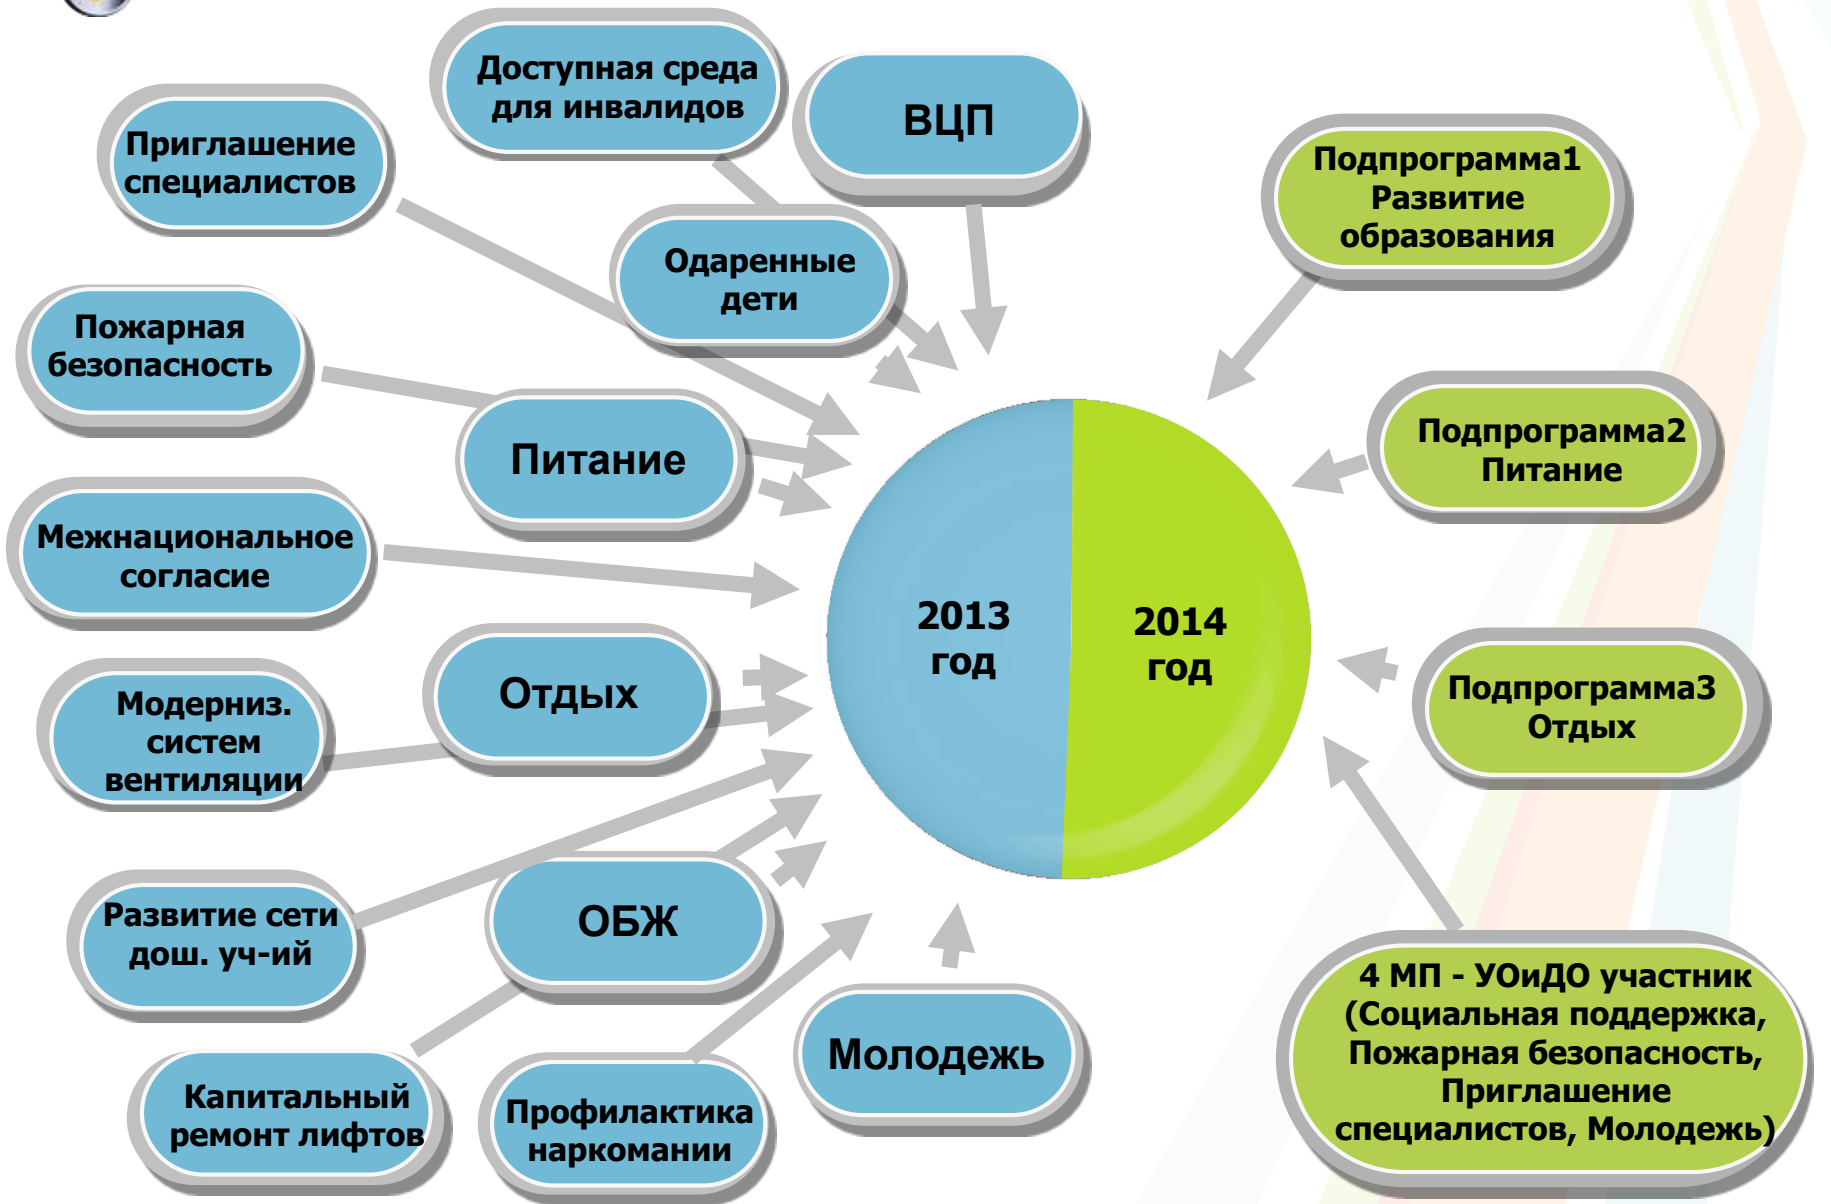 Доступная среда
для инвалидов
ВЦП
Приглашение
специалистов
Подпрограмма1
Развитие
образования
Одаренные
дети
Пожарная
безопасность
Питание
Подпрограмма2
Питание
Межнациональное
согласие
2013
год
2014
год
Отдых
Модерниз.
систем
вентиляции
Подпрограмма3
Отдых
Развитие сети
дош. уч-ий
ОБЖ
4 МП - УОиДО участник
(Социальная поддержка,
Пожарная безопасность,
Приглашение
специалистов, Молодежь)
Молодежь
Капитальный
ремонт лифтов
Профилактика
наркомании